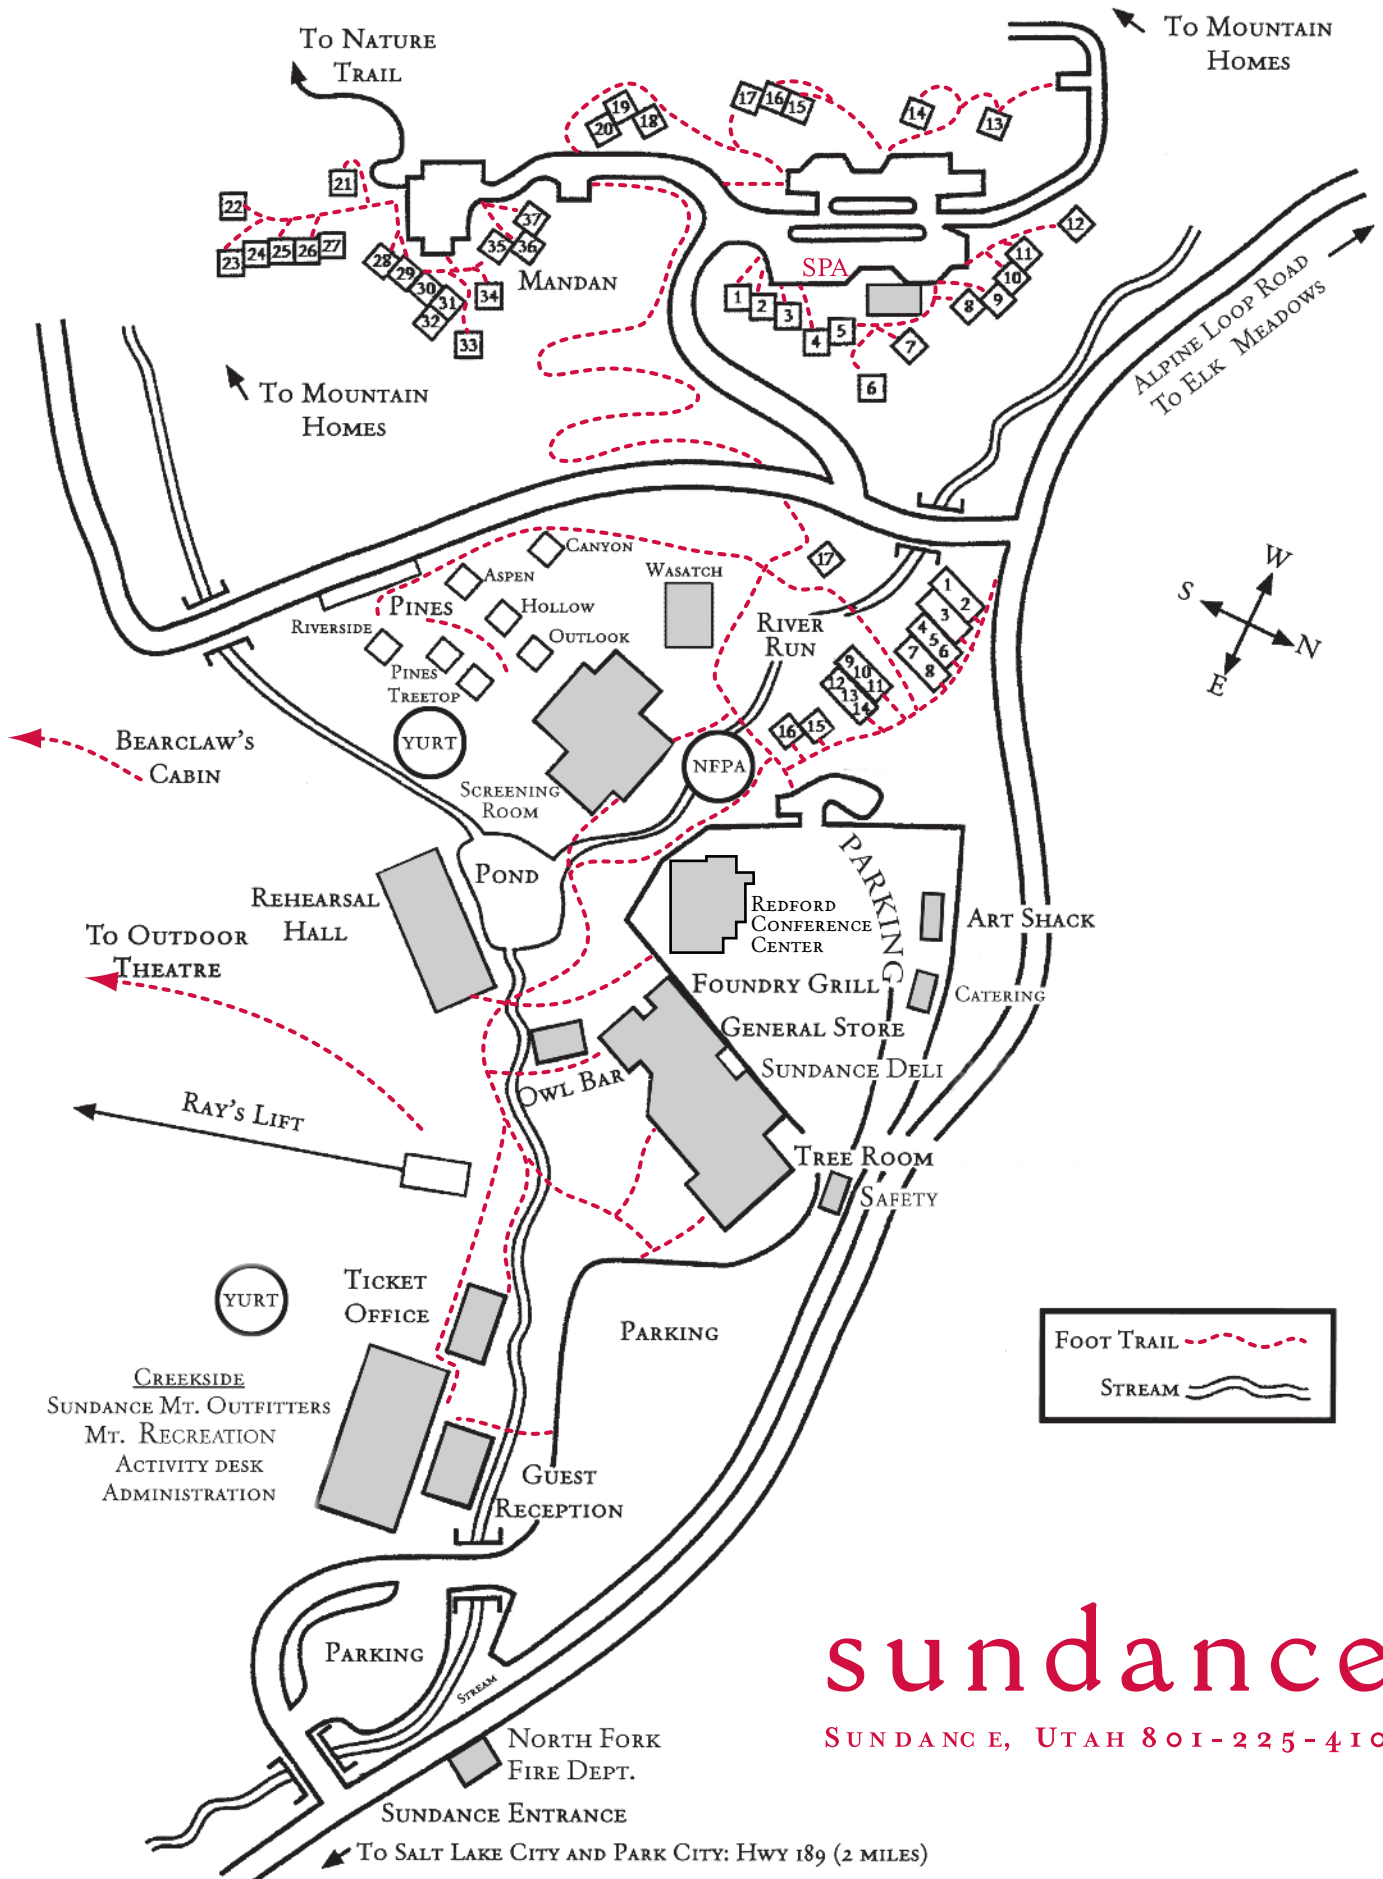 To Nature
Trail
To Mountain
Homes
17
16
15
14
13
19
20
18
21
22
23
24
25
26
27
28
29
30
31
32
33
34
35
36
37
Mandan
12
11
10
9
8
7
6
5
4
3
2
1
SPA
Alpine Loop Road
To Elk Meadows
To Mountain
Homes
Canyon
Aspen
Hollow
Outlook
Pines
Riverside
Pines
Treetop
Wasatch
17
River
Run
1
2
3
4
5
6
7
8
9
10
11
12
13
14
15
16
W
S
N
E
Bearclaw's
Cabin
YURT
NFPA
Screening
Room
Pond
Rehearsal
Hall
To Outdoor
Theatre
Parking
Redford
Conference
Center
Art Shack
Catering
Foundry Grill
General Store
Sundance Deli
Owl Bar
Tree Room
Safety
Ray's Lift
YURT
Ticket
Office
Parking
Foot Trail
Stream
Creekside
Sundance Mt. Outfitters
Mt. Recreation
Activity desk
Administration
Guest
Reception
Parking
Stream
North Fork
Fire Dept.
Sundance Entrance
To Salt Lake City and Park City: Hwy 189 (2 miles)
sundance
Sundance, Utah 801-225-410